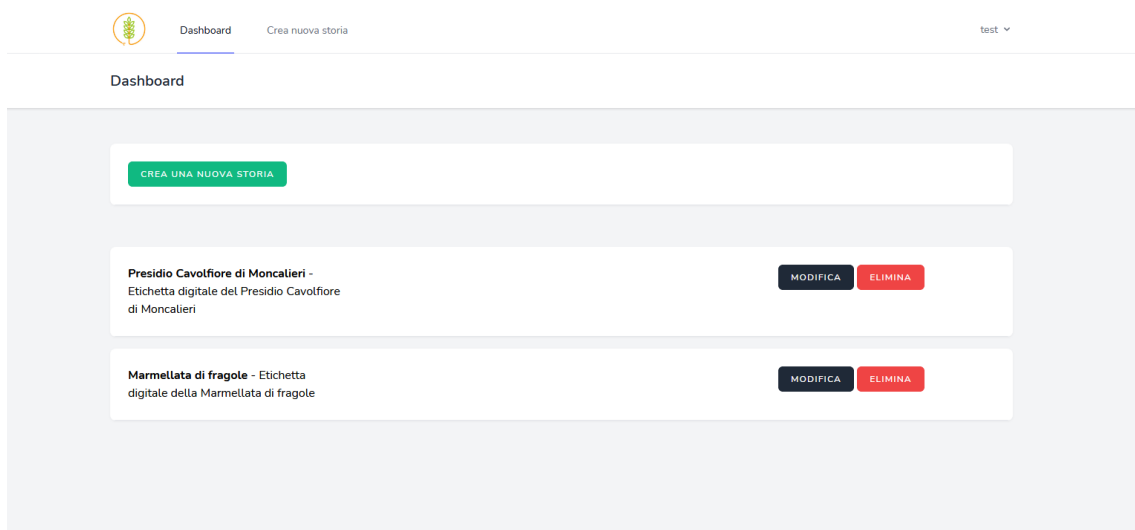 Dashboard
Crea nuova storia
test
Dashboard
CREA UNA NUOVA STORIA
Presidio Cavolfiore di Moncalieri -
Etichetta digitale del Presidio Cavolfiore
di Moncalieri
MODIFICA
ELIMINA
Marmellata di fragole - Etichetta
digitale della Marmellata di fragole
MODIFICA
ELIMINA